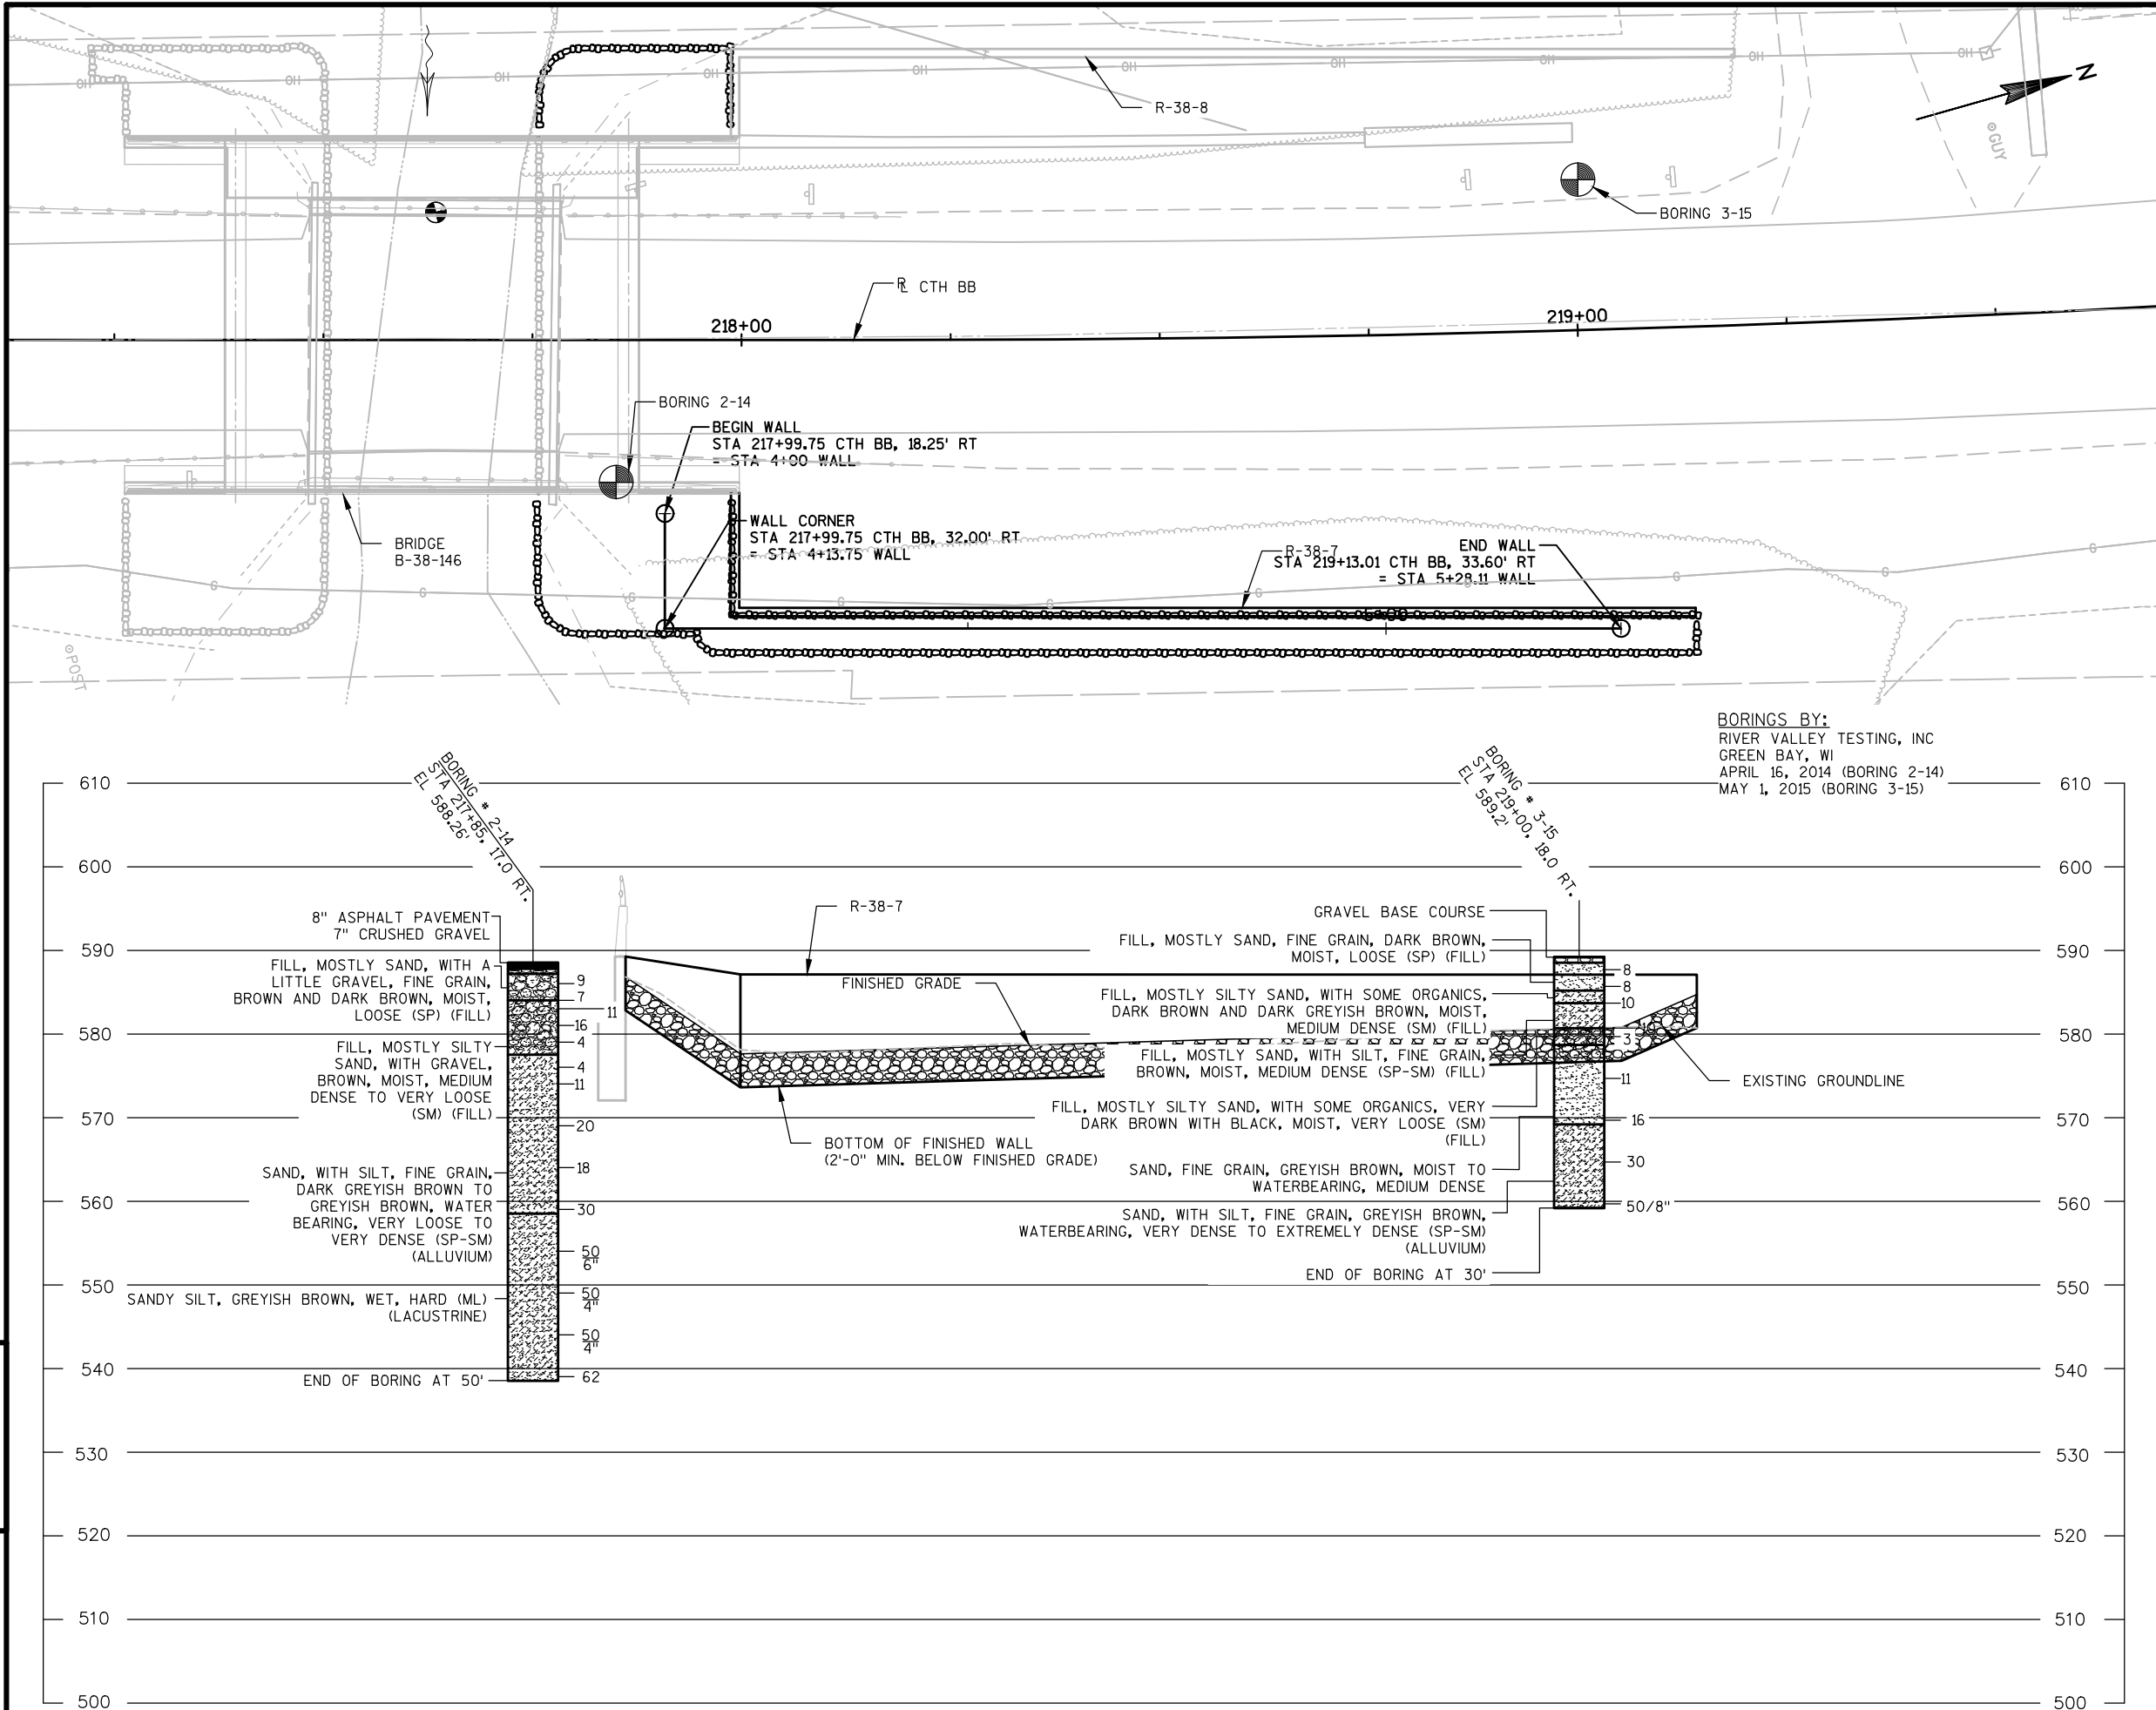 OH OH OH OH OH OH OH OH OH OH
R-38-8
N
GUY
BORING 3-15
CTH BB
218+00
219+00
BORING 2-14
BEGIN WALL
STA 217+99.75 CTH BB, 18.25' RT
= STA 4+00 WALL
WALL CORNER
STA 217+99.75 CTH BB, 32.00' RT
= STA 4+13.75 WALL
BRIDGE
B-38-146
R-38-7
END WALL
STA 219+13.01 CTH BB, 33.60' RT
= STA 5+28.11 WALL
5+00
G G G G G G G G G G
POST
BORINGS BY:
RIVER VALLEY TESTING, INC
GREEN BAY, WI
APRIL 16, 2014 (BORING 2-14)
MAY 1, 2015 (BORING 3-15)
BORING # 2-14
STA 217+85, 17.0 RT.
EL 588.26'
BORING # 3-15
STA 219+00, 18.0 RT.
EL 589.2'
610
600
590
580
570
560
550
540
530
520
510
500
8" ASPHALT PAVEMENT
7" CRUSHED GRAVEL
FILL, MOSTLY SAND, WITH A
LITTLE GRAVEL, FINE GRAIN,
BROWN AND DARK BROWN, MOIST,
LOOSE (SP) (FILL)
FILL, MOSTLY SILTY
SAND, WITH GRAVEL,
BROWN, MOIST, MEDIUM
DENSE TO VERY LOOSE
(SM) (FILL)
SAND, WITH SILT, FINE GRAIN,
DARK GREYISH BROWN TO
GREYISH BROWN, WATER
BEARING, VERY LOOSE TO
VERY DENSE (SP-SM)
(ALLUVIUM)
SANDY SILT, GREYISH BROWN, WET, HARD (ML)
(LACUSTRINE)
END OF BORING AT 50'
9
7
11
16
4
4
11
20
18
30
50
6"
50
4"
50
4"
62
R-38-7
FINISHED GRADE
BOTTOM OF FINISHED WALL
(2'-0" MIN. BELOW FINISHED GRADE)
GRAVEL BASE COURSE
FILL, MOSTLY SAND, FINE GRAIN, DARK BROWN,
MOIST, LOOSE (SP) (FILL)
FILL, MOSTLY SILTY SAND, WITH SOME ORGANICS,
DARK BROWN AND DARK GREYISH BROWN, MOIST,
MEDIUM DENSE (SM) (FILL)
FILL, MOSTLY SAND, WITH SILT, FINE GRAIN,
BROWN, MOIST, MEDIUM DENSE (SP-SM) (FILL)
FILL, MOSTLY SILTY SAND, WITH SOME ORGANICS, VERY
DARK BROWN WITH BLACK, MOIST, VERY LOOSE (SM)
(FILL)
SAND, FINE GRAIN, GREYISH BROWN, MOIST TO
WATERBEARING, MEDIUM DENSE
SAND, WITH SILT, FINE GRAIN, GREYISH BROWN,
WATERBEARING, VERY DENSE TO EXTREMELY DENSE (SP-SM)
(ALLUVIUM)
END OF BORING AT 30'
8
8
10
3
11
16
30
50/8"
EXISTING GROUNDLINE
610
600
590
580
570
560
550
540
530
520
510
500